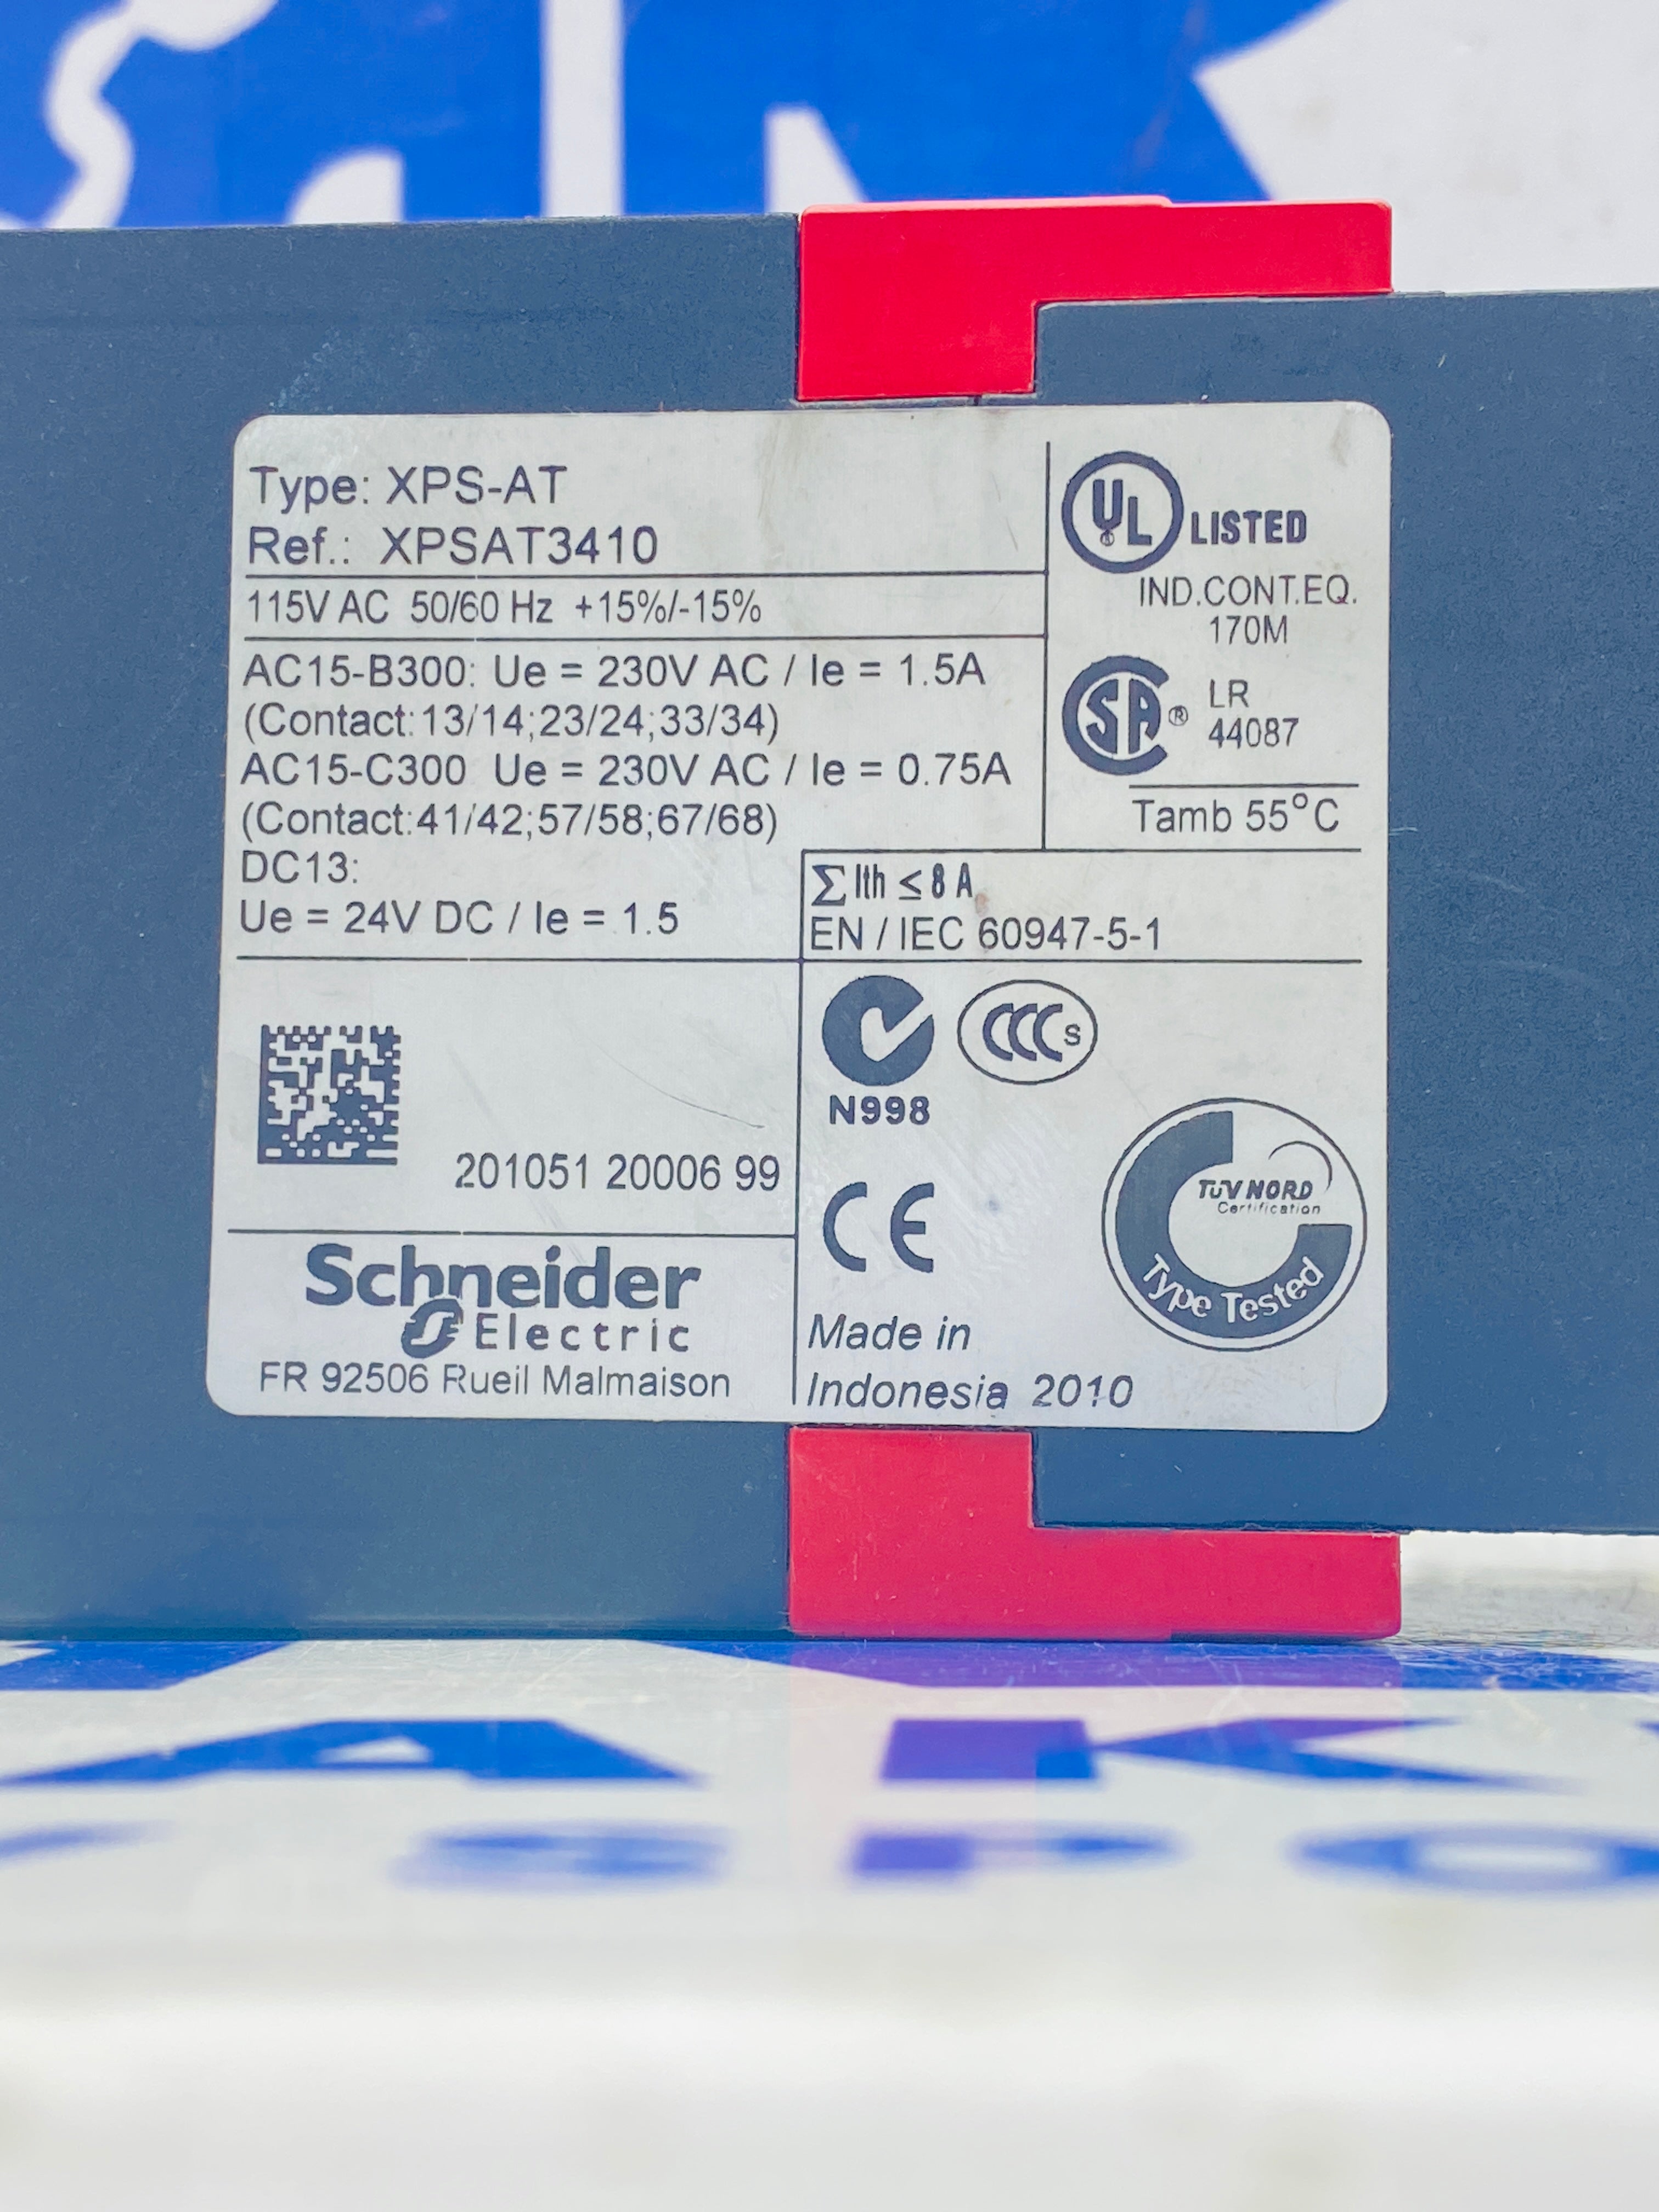 Type: XPS-AT
Ref.: XPSAT3410
115V AC 50/60 Hz +15%/-15%
AC15-B300: Ue = 230V AC / Ie = 1.5A
(Contact:13/14;23/24;33/34)
AC15-C300 Ue = 230V AC / Ie = 0.75A
(Contact:41/42;57/58;67/68)
DC13:
Ue = 24V DC / Ie = 1.5
UL® LISTED
IND.CONT.EQ.
170M
SA® LR
44087
Tamb 55°C
∑ Ith ≤ 8 A
EN / IEC 60947-5-1
201051 20006 99
CCC S
N998
CE
TÜV NORD
Certification
Type Tested
Schneider
Electric
FR 92506 Rueil Malmaison
Made in
Indonesia 2010